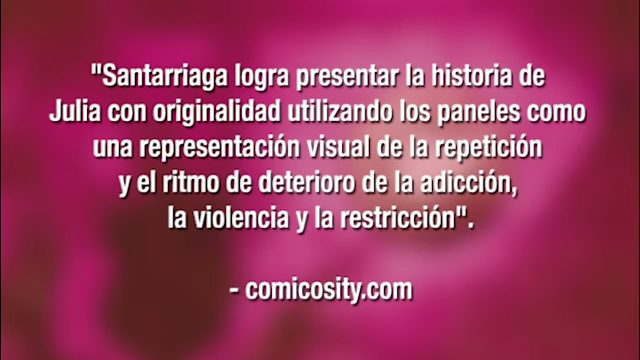 "Santarriaga logra presentar la historia de
Julia con originalidad utilizando los paneles como
una representación visual de la repetición
y el ritmo de deterioro de la adicción,
la violencia y la restricción".
- comicosity.com